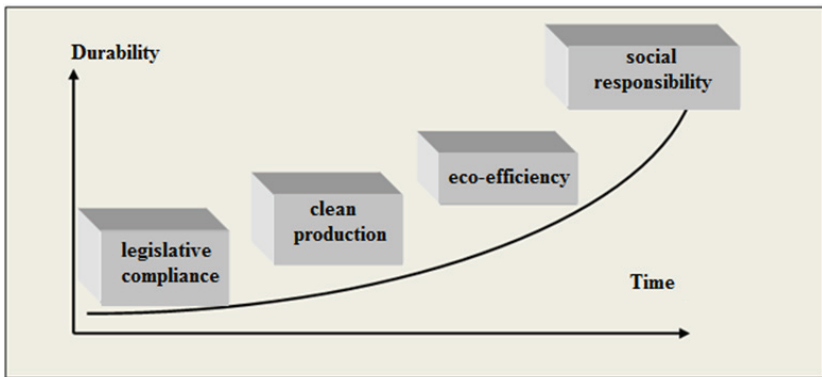 Durability
social
responsibility
eco-efficiency
clean
production
legislative
compliance
Time